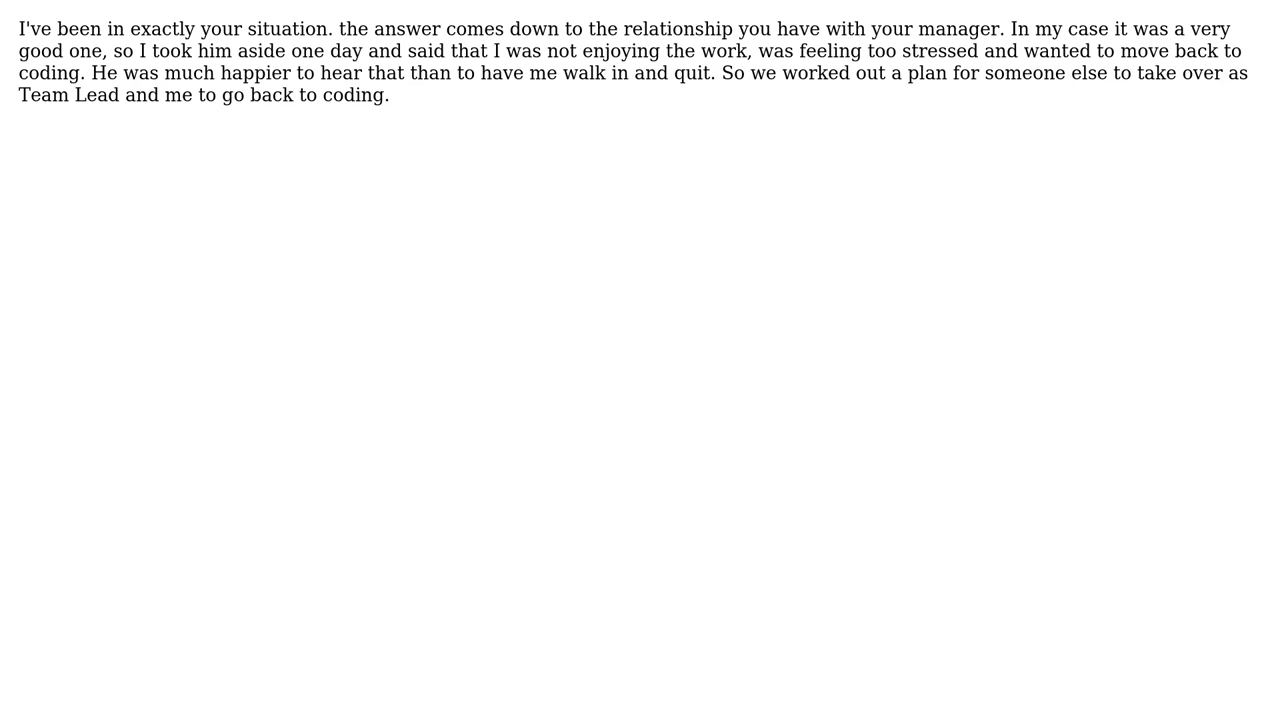 I've been in exactly your situation. the answer comes down to the relationship you have with your manager. In my case it was a very
good one, so I took him aside one day and said that I was not enjoying the work, was feeling too stressed and wanted to move back to
coding. He was much happier to hear that than to have me walk in and quit. So we worked out a plan for someone else to take over as
Team Lead and me to go back to coding.